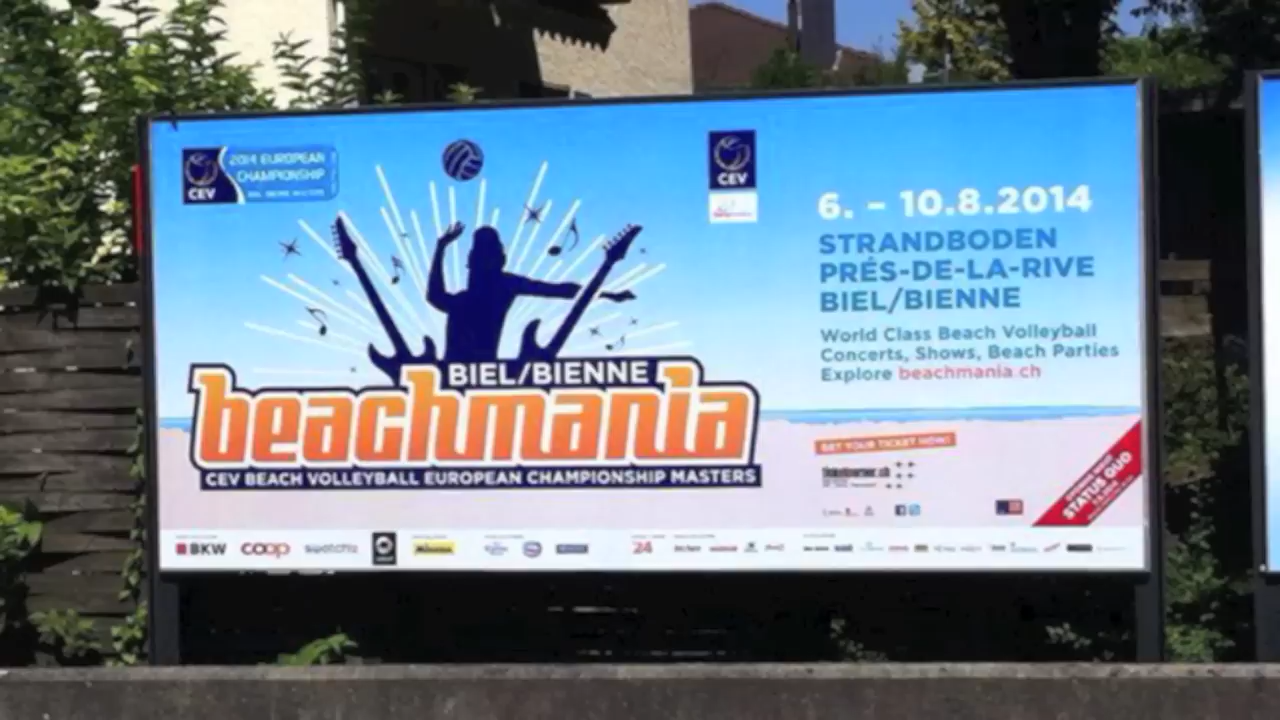 CEV
2014 EUROPEAN
CHAMPIONSHIP
CEV
6. – 10.8.2014
STRANDBODEN
PRÉS-DE-LA-RIVE
BIEL/BIENNE
World Class Beach Volleyball
Concerts, Shows, Beach Parties
Explore beachmania.ch
BIEL/BIENNE
beachmania
CEV BEACH VOLLEYBALL EUROPEAN CHAMPIONSHIP MASTERS
GET YOUR TICKET NOW!
STATUS QUO
BKW
coop
swatch
24